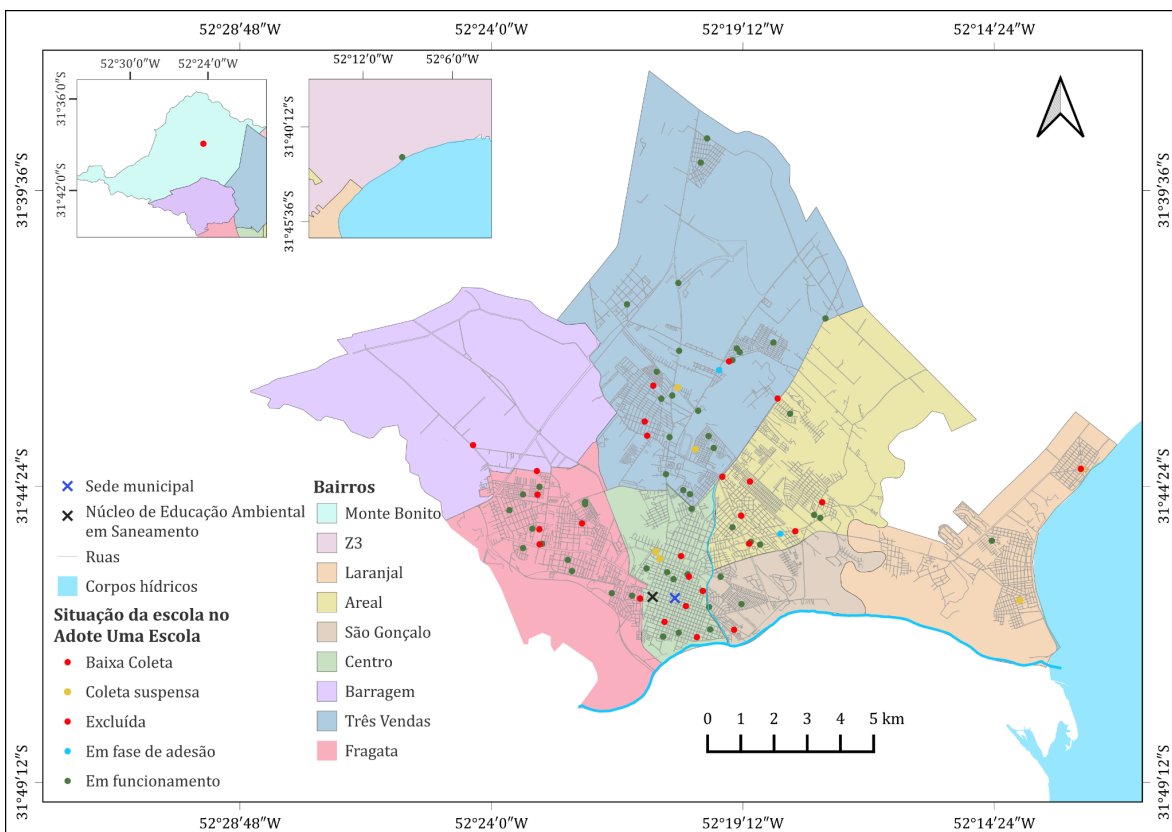 52°28′48″W 52°24′0″W 52°19′12″W 52°14′24″W
52°30′0″W 52°24′0″W
52°12′0″W 52°6′0″W
31°36′0″S
31°42′0″S
31°40′12″S
31°45′36″S
31°39′36″S
31°39′36″S
31°44′24″S
31°44′24″S
31°49′12″S
31°49′12″S
Sede municipal
Núcleo de Educação Ambiental
em Saneamento
Ruas
Corpos hídricos
Situação da escola no
Adote Uma Escola
Baixa Coleta
Coleta suspensa
Excluída
Em fase de adesão
Em funcionamento
Bairros
Monte Bonito
Z3
Laranjal
Areal
São Gonçalo
Centro
Barragem
Três Vendas
Fragata
0 1 2 3 4 5 km
52°28′48″W 52°24′0″W 52°19′12″W 52°14′24″W